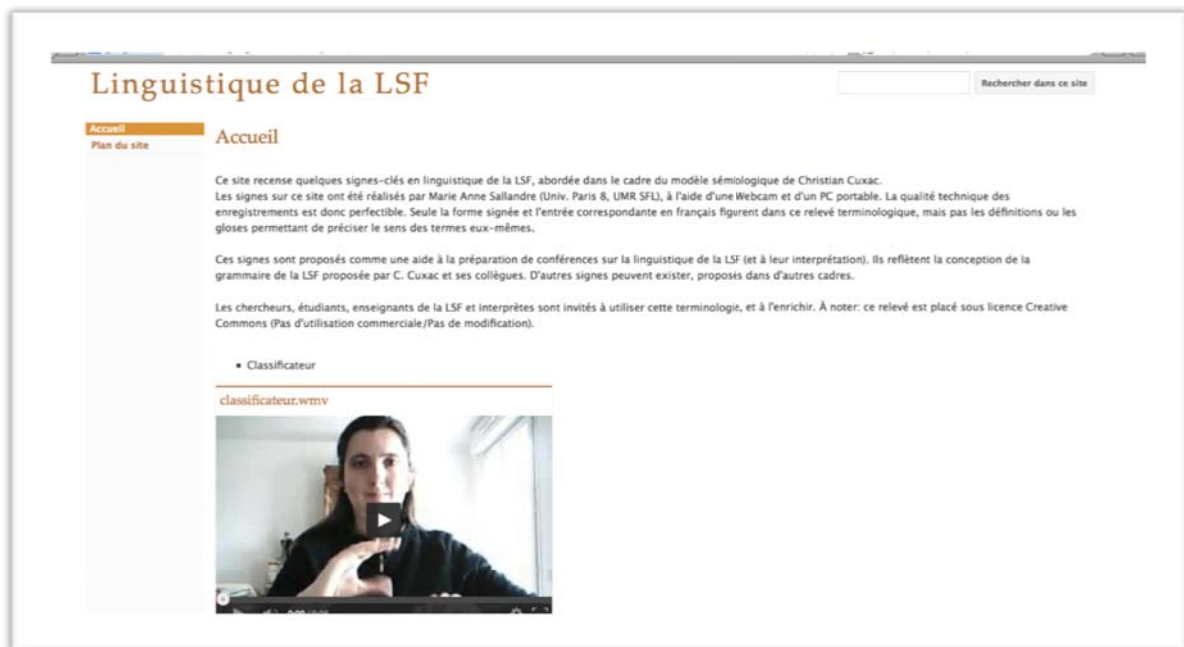 Linguistique de la LSF
Rechercher dans ce site
Accueil
Plan du site
Accueil
Ce site recense quelques signes-clés en linguistique de la LSF, abordée dans le cadre du modèle sémiologique de Christian Cuxac.
Les signes sur ce site ont été réalisés par Marie Anne Sallandre (Univ. Paris 8, UMR SFL), à l'aide d'une Webcam et d'un PC portable. La qualité technique des
enregistrements est donc perfectible. Seule la forme signée et l'entrée correspondante en français figurent dans ce relevé terminologique, mais pas les définitions ou les
gloses permettant de préciser le sens des termes eux-mêmes.
Ces signes sont proposés comme une aide à la préparation de conférences sur la linguistique de la LSF (et à leur interprétation). Ils reflètent la conception de la
grammaire de la LSF proposée par C. Cuxac et ses collègues. D'autres signes peuvent exister, proposés dans d'autres cadres.
Les chercheurs, étudiants, enseignants de la LSF et interprètes sont invités à utiliser cette terminologie, et à l'enrichir. À noter: ce relevé est placé sous licence Creative
Commons (Pas d'utilisation commerciale/Pas de modification).
▪ Classificateur
classificateur.wmv